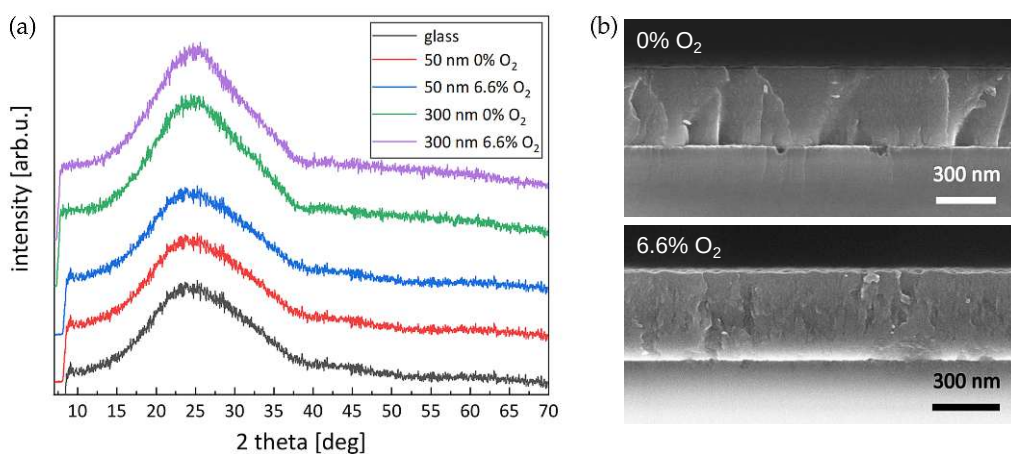 (a)
intensity [arb.u.]
glass
50 nm 0% O₂
50 nm 6.6% O₂
300 nm 0% O₂
300 nm 6.6% O₂
10 15 20 25 30 35 40 45 50 55 60 65 70
2 theta [deg]
(b)
0% O₂
300 nm
6.6% O₂
300 nm